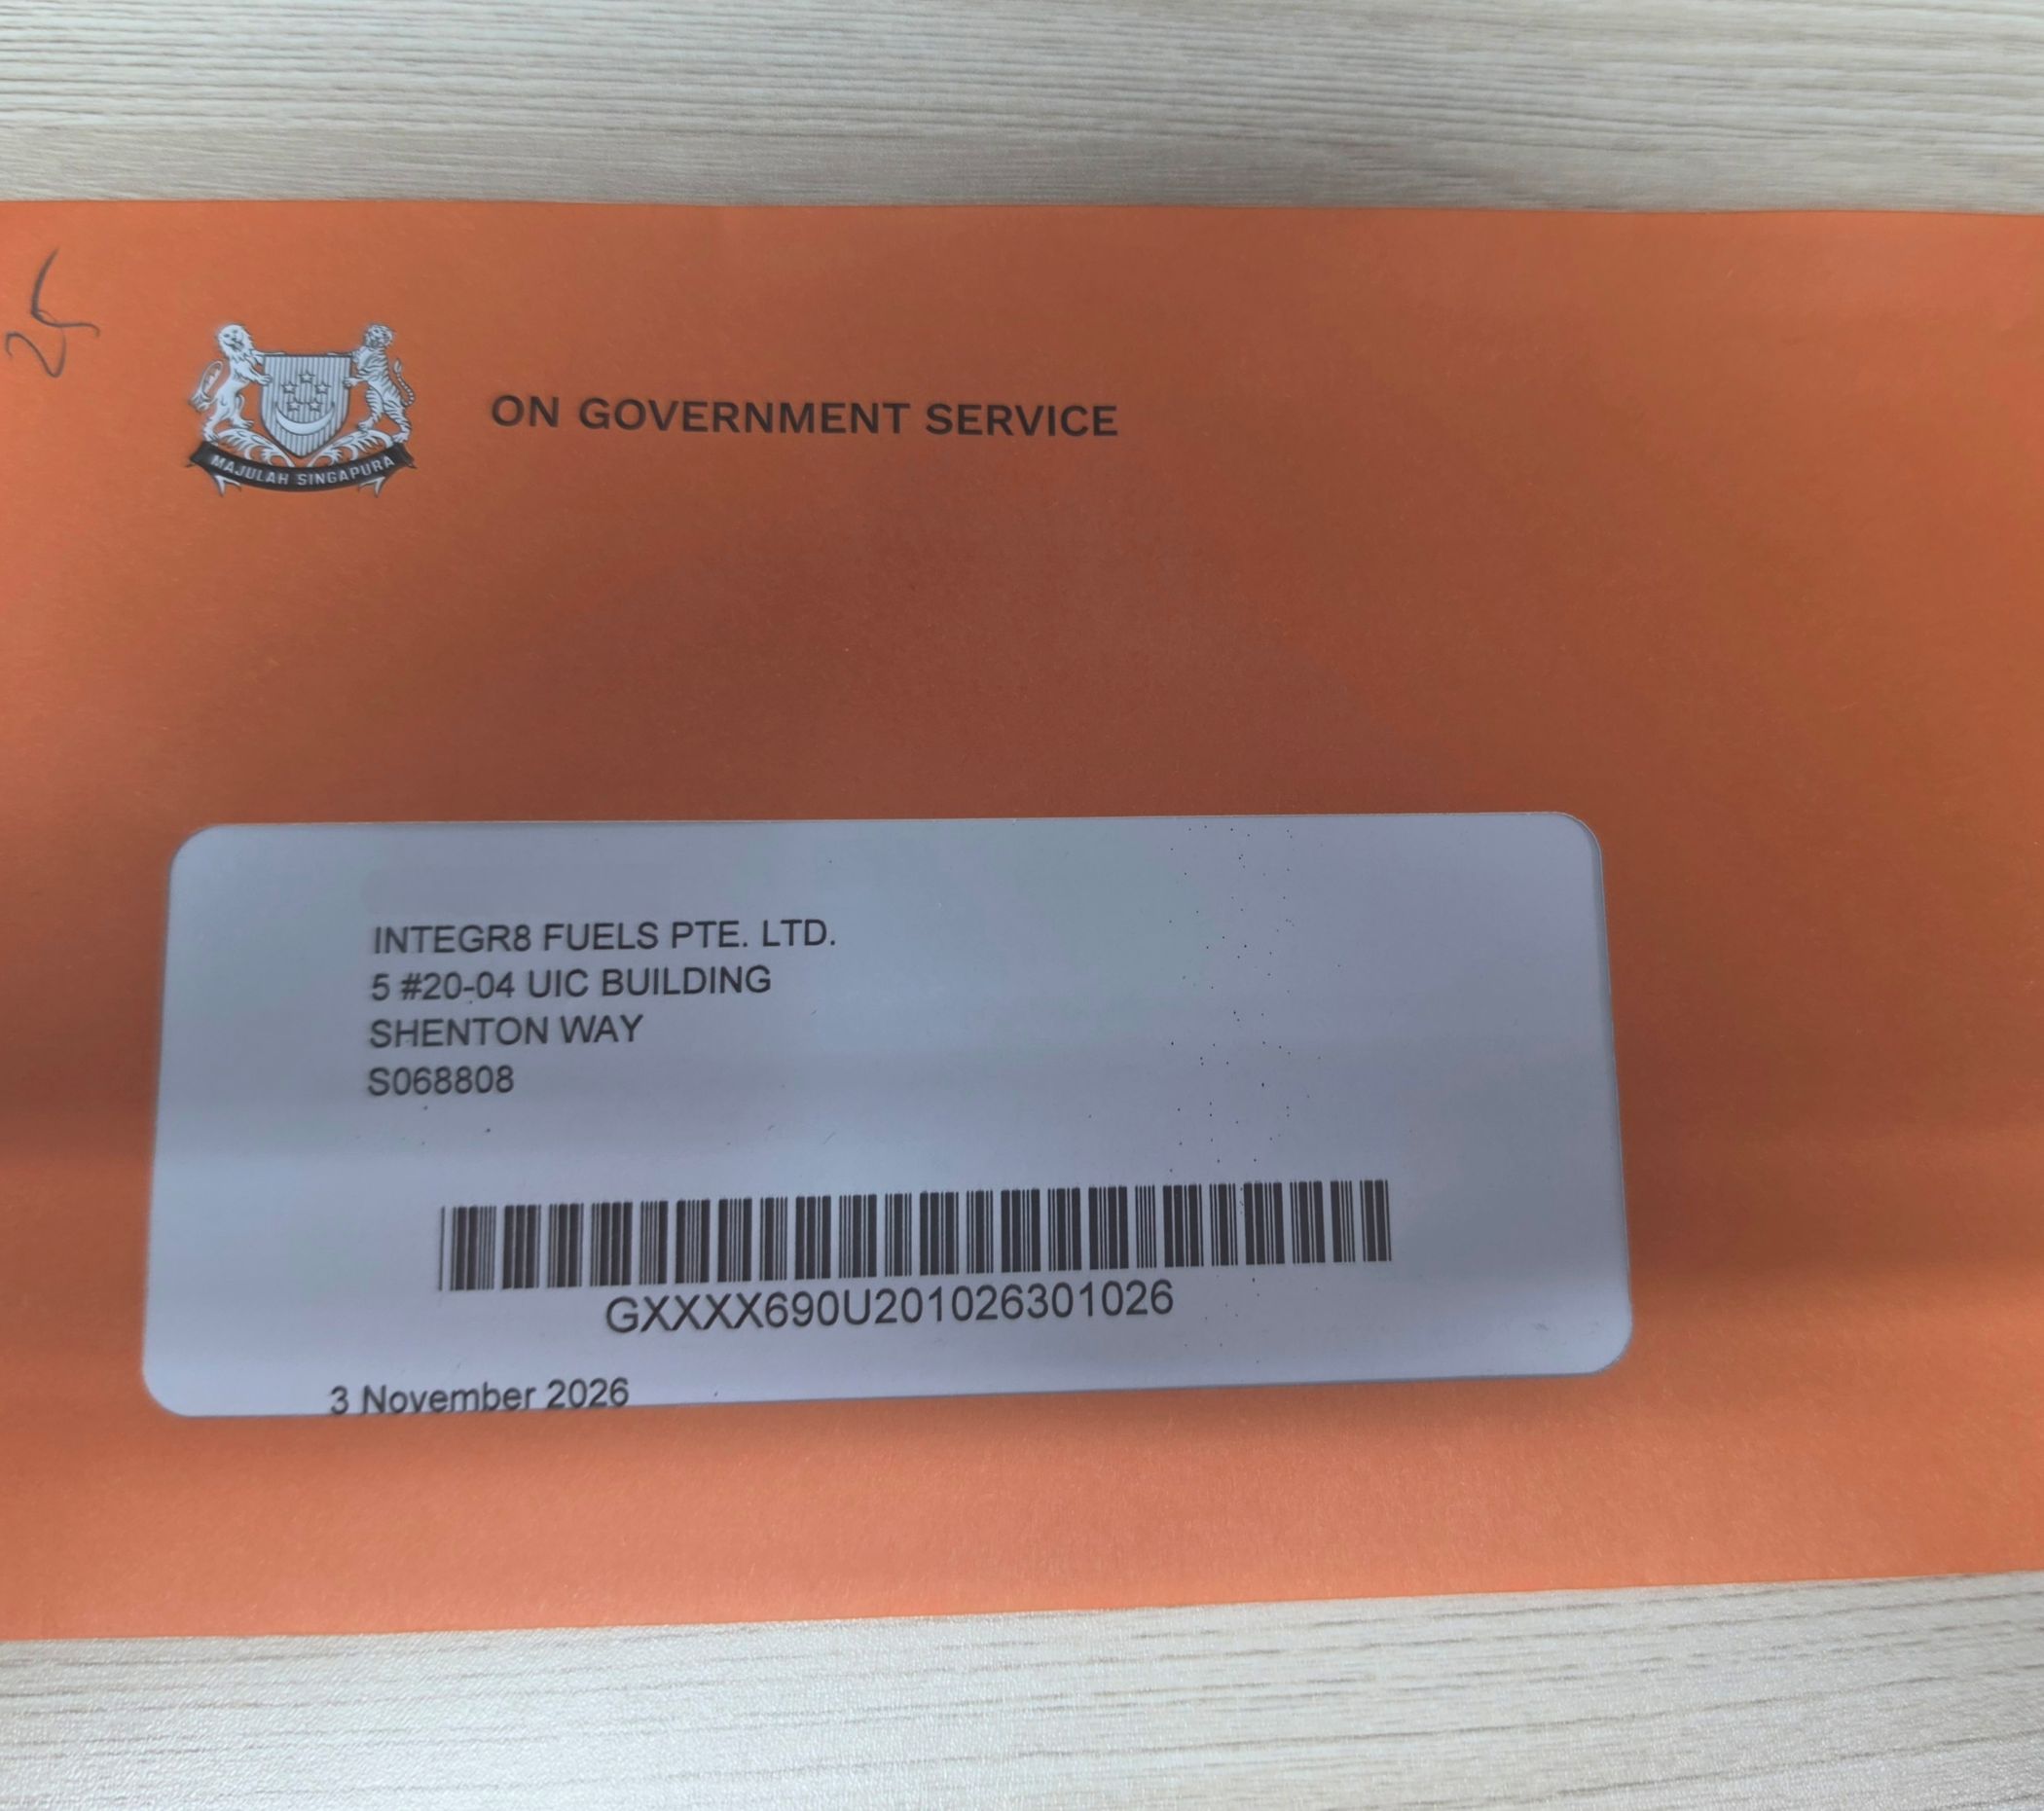 25
MAJULAH SINGAPURA
ON GOVERNMENT SERVICE
INTEGR8 FUELS PTE. LTD.
5 #20-04 UIC BUILDING
SHENTON WAY
S068808
GXXXX690U201026301026
3 November 2026